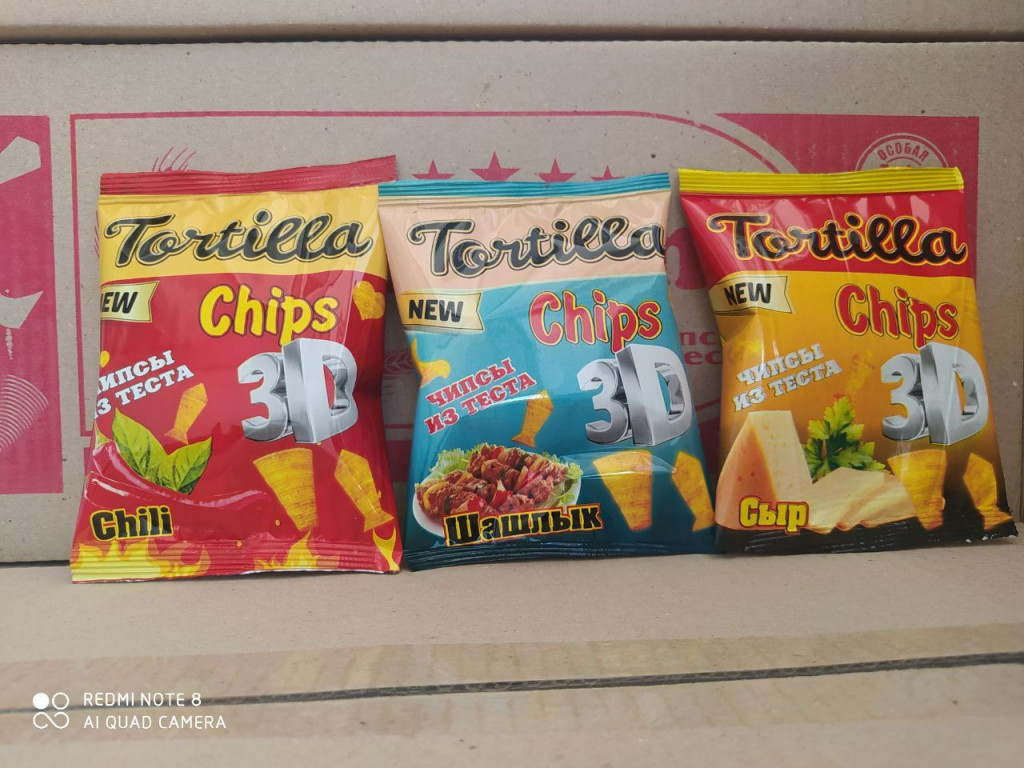 ОСОБАЯ
Tortilla
EW
Chips
ЧИПСЫ
ИЗ ТЕСТА
3D
Chili
Tortilla
NEW
Chips
ЧИПСЫ
ИЗ ТЕСТА
3D
Шашлык
Tortilla
NEW
Chips
ЧИПСЫ
ИЗ ТЕСТА
3D
Сыр
REDMI NOTE 8
AI QUAD CAMERA